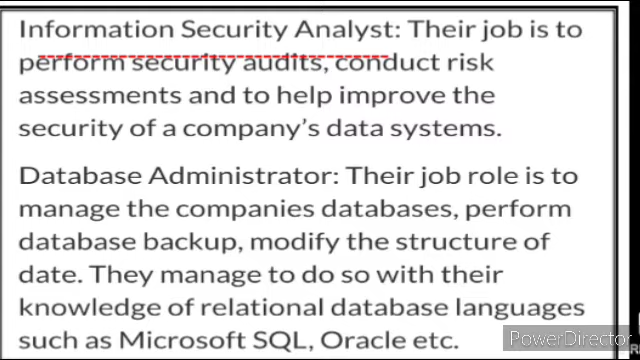 Information Security Analyst: Their job is to
perform security audits, conduct risk
assessments and to help improve the
security of a company's data systems.
Database Administrator: Their job role is to
manage the companies databases, perform
database backup, modify the structure of
date. They manage to do so with their
knowledge of relational database languages
such as Microsoft SQL, Oracle etc.
PowerDirector